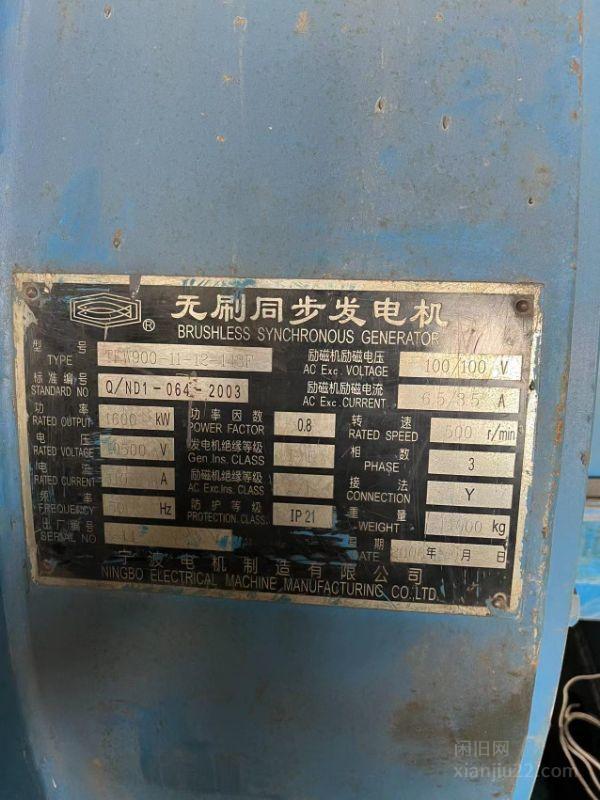 ®
无刷同步发电机
BRUSHLESS SYNCHRONOUS GENERATOR
型 号
TYPE
励磁机励磁电压
AC Exc. VOLTAGE
100/100 V
标准编号
STANDARD NO
Q/ND1-064-2003
励磁机励磁电流
AC Exc.CURRENT
6.5/8.5 A
功 率
RATED OUTPUT
1600 kW
功率因数
POWER FACTOR
0.8
转 速
RATED SPEED
500 r/min
电 压
RATED VOLTAGE
10500 V
发电机绝缘等级
Gen.Ins. CLASS
相 数
PHASE
3
电 流
RATED CURRENT
A
励磁机绝缘等级
AC Exc.Ins. CLASS
接 法
CONNECTION
Y
频 率
FREQUENCY
Hz
防护等级
PROTECTION.CLASS
IP 21
重 量
WEIGHT
kg
出厂编号
SERIAL NO
日 期
DATE
年 月 日
宁波电机制造有限公司
NINGBO ELECTRICAL MACHINE MANUFACTURING CO.LTD.
闲旧网
xianjiu22.com